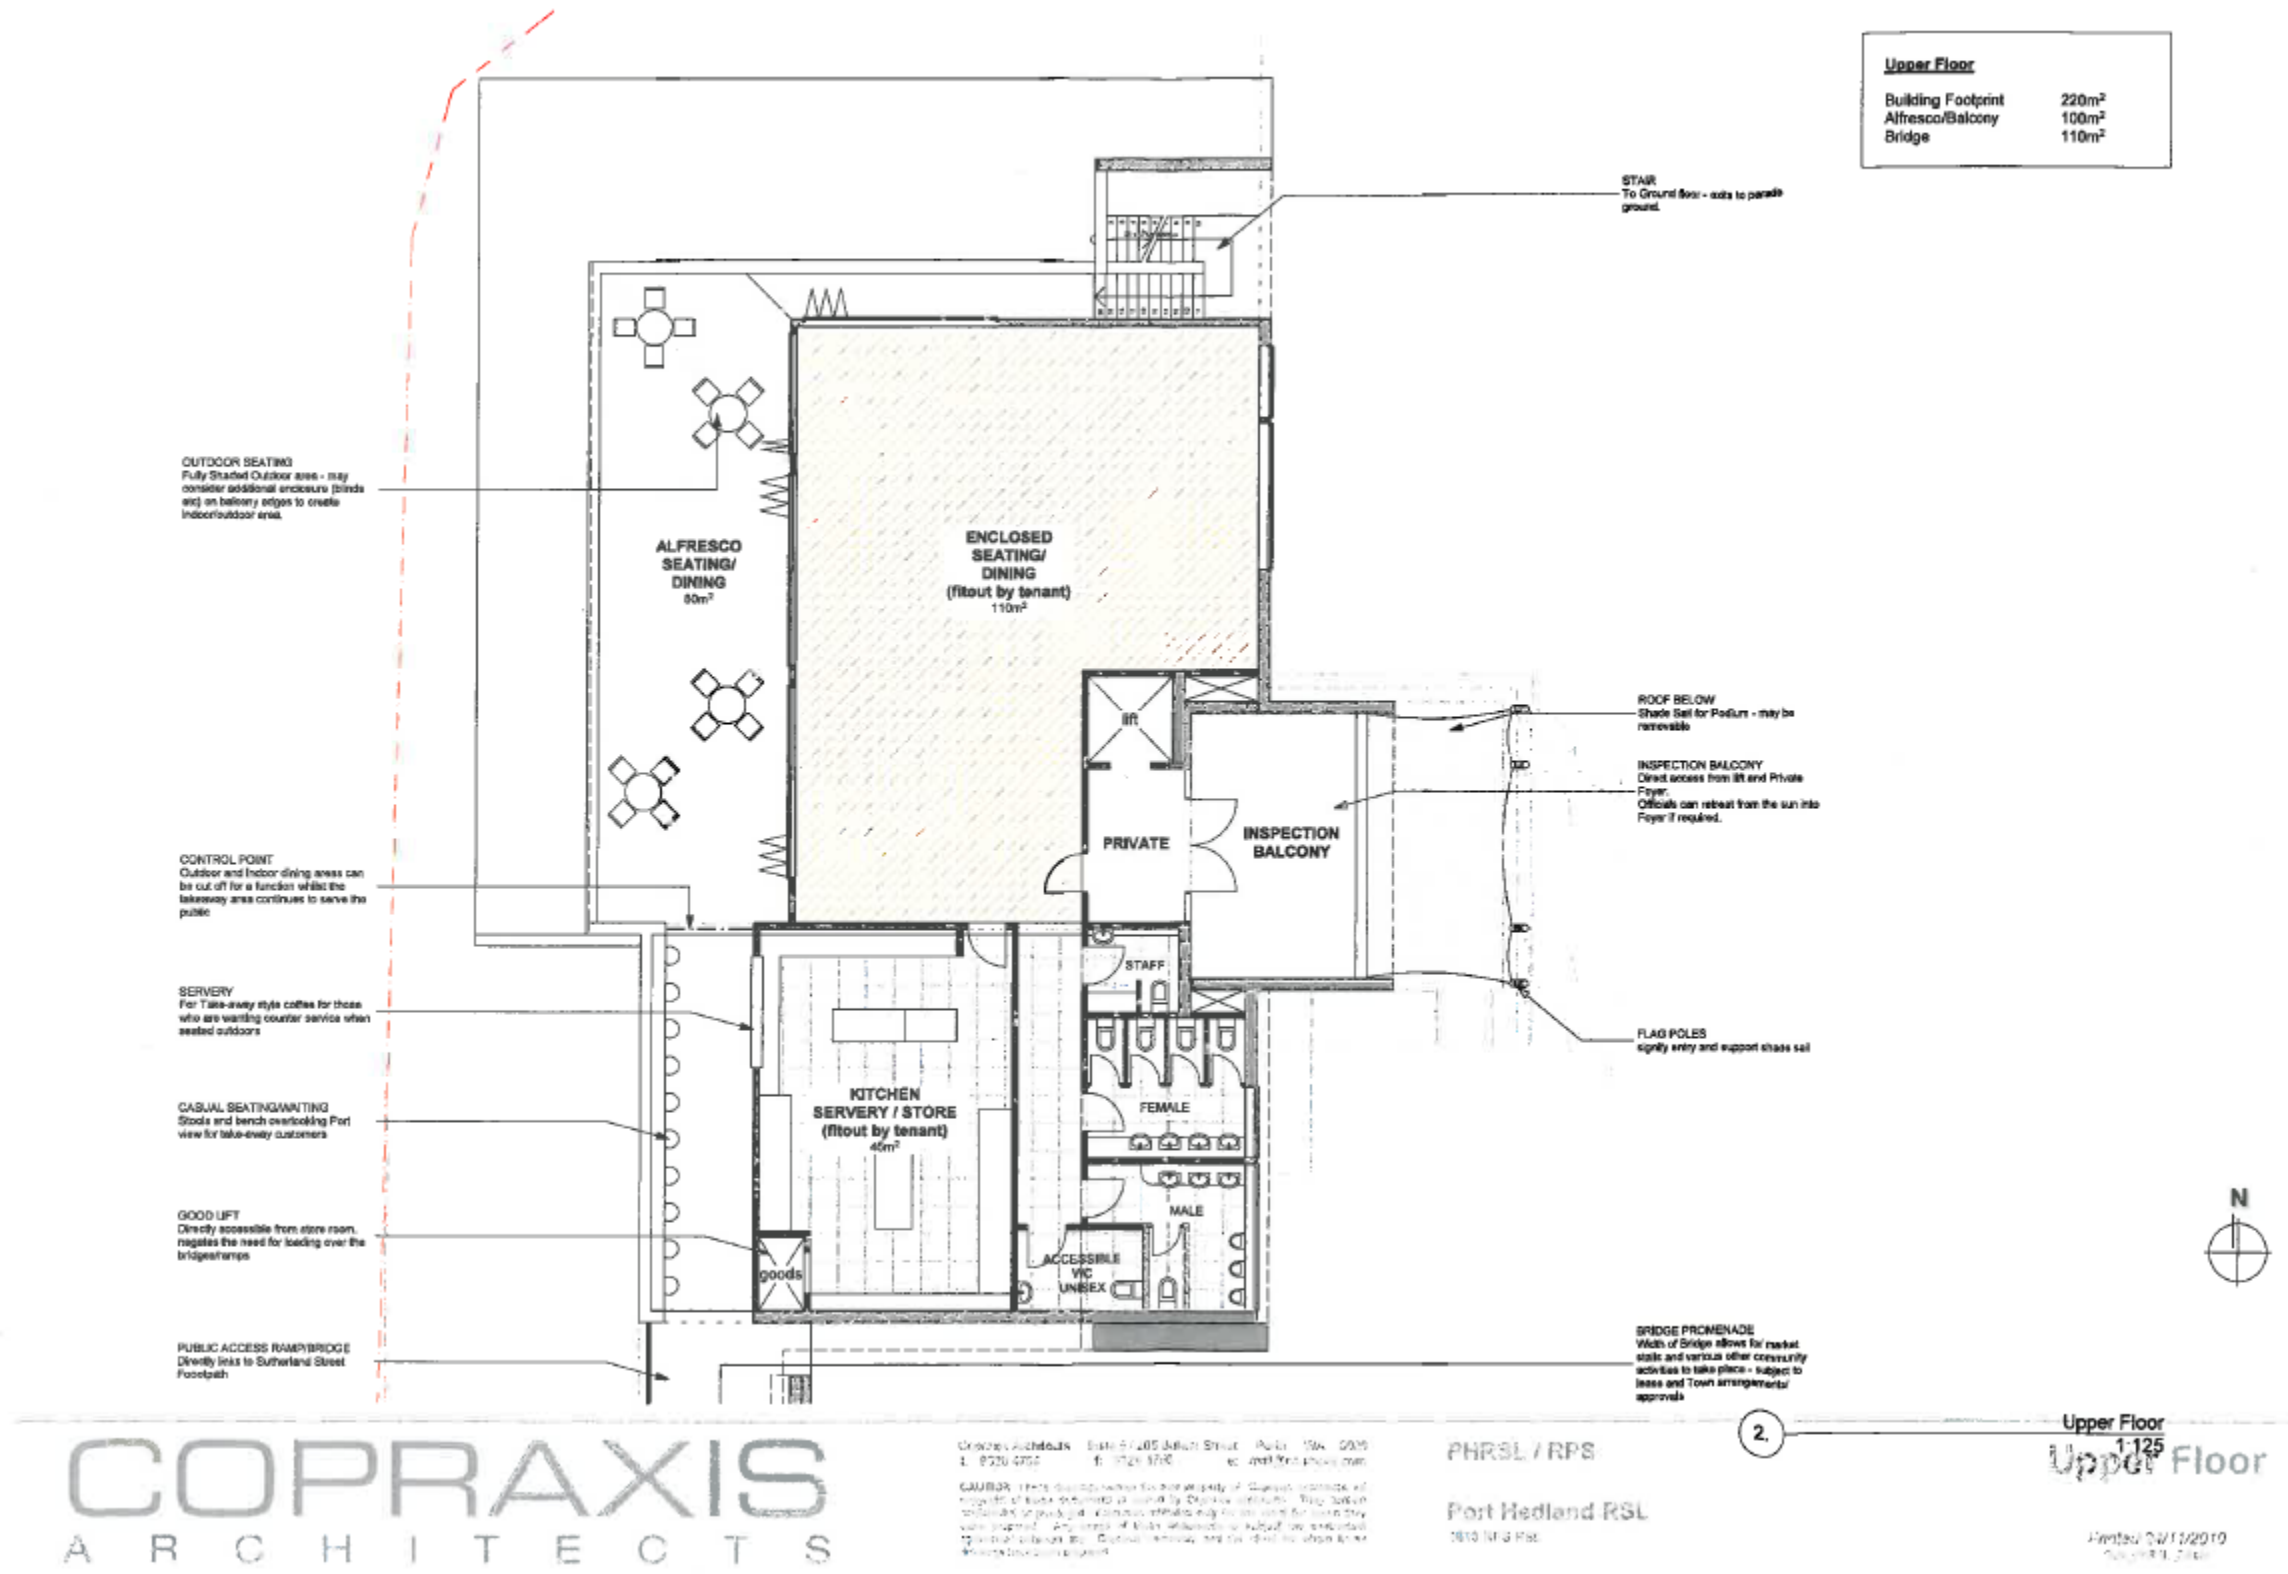 Upper Floor
Building Footprint 220m²
Alfresco/Balcony 100m²
Bridge 110m²
STAIR
To Ground floor - exits to parade
ground.
OUTDOOR SEATING
Fully Shaded Outdoor area - may
consider additional enclosure (blinds
etc) on balcony edges to create
indoor/outdoor area.
ALFRESCO
SEATING/
DINING
ENCLOSED
SEATING/
DINING
(fitout by tenant)
110m²
lift
ROOF BELOW
Shade Sail for Podium - may be
removable
INSPECTION BALCONY
Direct access from lift and Private
Foyer.
Officials can retreat from the sun into
Foyer if required.
PRIVATE
INSPECTION
BALCONY
CONTROL POINT
Outdoor and Indoor dining areas can
be cut off for a function whilst the
takeaway area continues to serve the
public
STAFF
SERVERY
For Take-away style coffee for those
who are wanting counter service when
seated outdoors
FLAG POLES
signify entry and support shade sail
KITCHEN
SERVERY / STORE
(fitout by tenant)
FEMALE
CASUAL SEATING/WAITING
Stools and bench overlooking Port
view for take-away customers
MALE
GOOD LIFT
Directly accessible from store room,
negates the need for loading over the
bridges/ramps
goods
ACCESSIBLE
WC
UNISEX
N
PUBLIC ACCESS RAMP/BRIDGE
Directly links to Sutherland Street
Footpath
BRIDGE PROMENADE
Width of Bridge allows for market
stalls and various other community
activities to take place - subject to
lease and Town arrangements/
approvals
2.
Upper Floor
1:125
Upper Floor
COPRAXIS
ARCHITECTS
Copraxis Architects
PHRSL / RPS
Port Hedland RSL